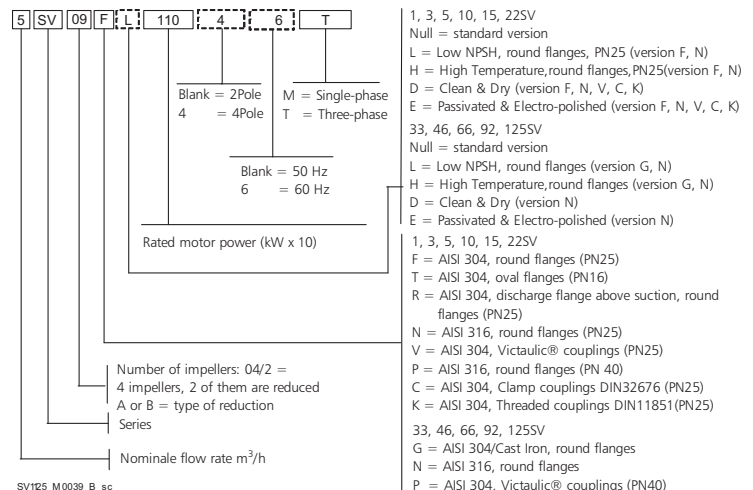 5 SV 09 F L 110 4 6 T
Blank = 2Pole
4 = 4Pole
M = Single-phase
T = Three-phase
Blank = 50 Hz
6 = 60 Hz
Rated motor power (kW x 10)
Number of impellers: 04/2 =
4 impellers, 2 of them are reduced
A or B = type of reduction
Series
Nominale flow rate m³/h
SV1125_M0039_B_sc
1, 3, 5, 10, 15, 22SV
Null = standard version
L = Low NPSH, round flanges, PN25 (version F, N)
H = High Temperature,round flanges,PN25(version F, N)
D = Clean & Dry (version F, N, V, C, K)
E = Passivated & Electro-polished (version F, N, V, C, K)
33, 46, 66, 92, 125SV
Null = standard version
L = Low NPSH, round flanges (version G, N)
H = High Temperature,round flanges (version G, N)
D = Clean & Dry (version N)
E = Passivated & Electro-polished (version N)
1, 3, 5, 10, 15, 22SV
F = AISI 304, round flanges (PN25)
T = AISI 304, oval flanges (PN16)
R = AISI 304, discharge flange above suction, round
flanges (PN25)
N = AISI 316, round flanges (PN25)
V = AISI 304, Victaulic® couplings (PN25)
P = AISI 316, round flanges (PN 40)
C = AISI 304, Clamp couplings DIN32676 (PN25)
K = AISI 304, Threaded couplings DIN11851(PN25)
33, 46, 66, 92, 125SV
G = AISI 304/Cast Iron, round flanges
N = AISI 316, round flanges
P = AISI 304, Victaulic® couplings (PN40)